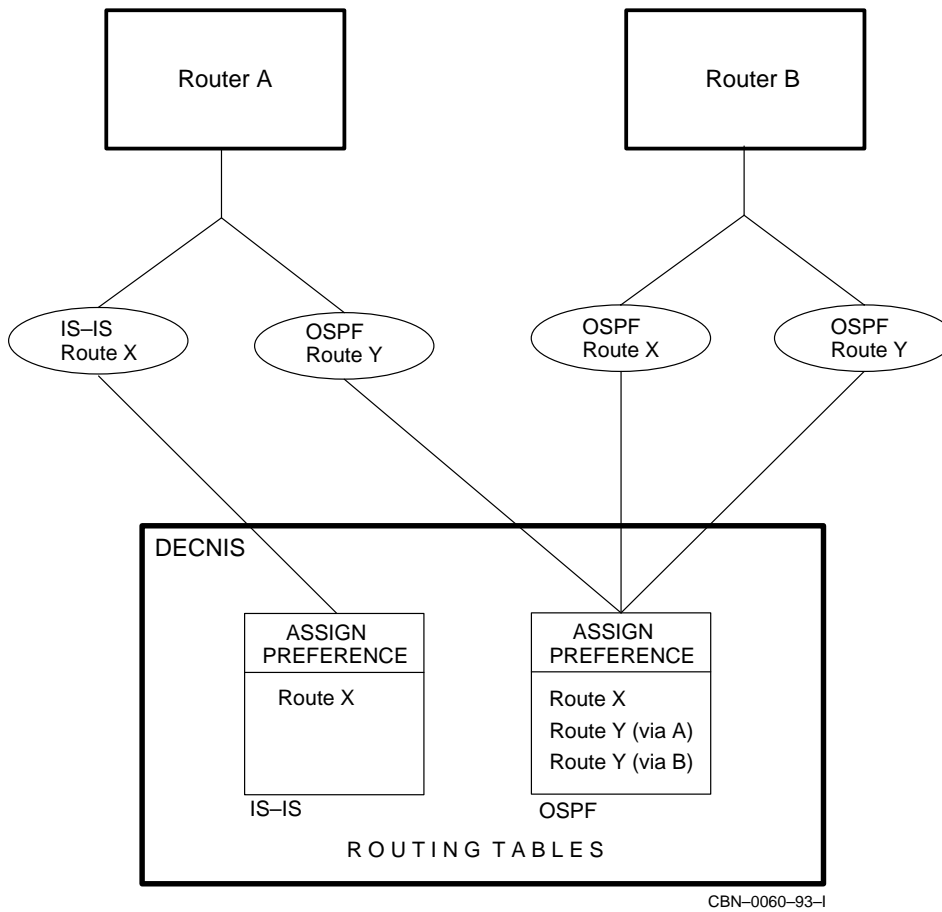 Router A
Router B
IS–IS
Route X
OSPF
Route Y
OSPF
Route X
OSPF
Route Y
DECNIS
ASSIGN
PREFERENCE
Route X
IS–IS
ASSIGN
PREFERENCE
Route X
Route Y (via A)
Route Y (via B)
OSPF
ROUTING TABLES
CBN–0060–93–I